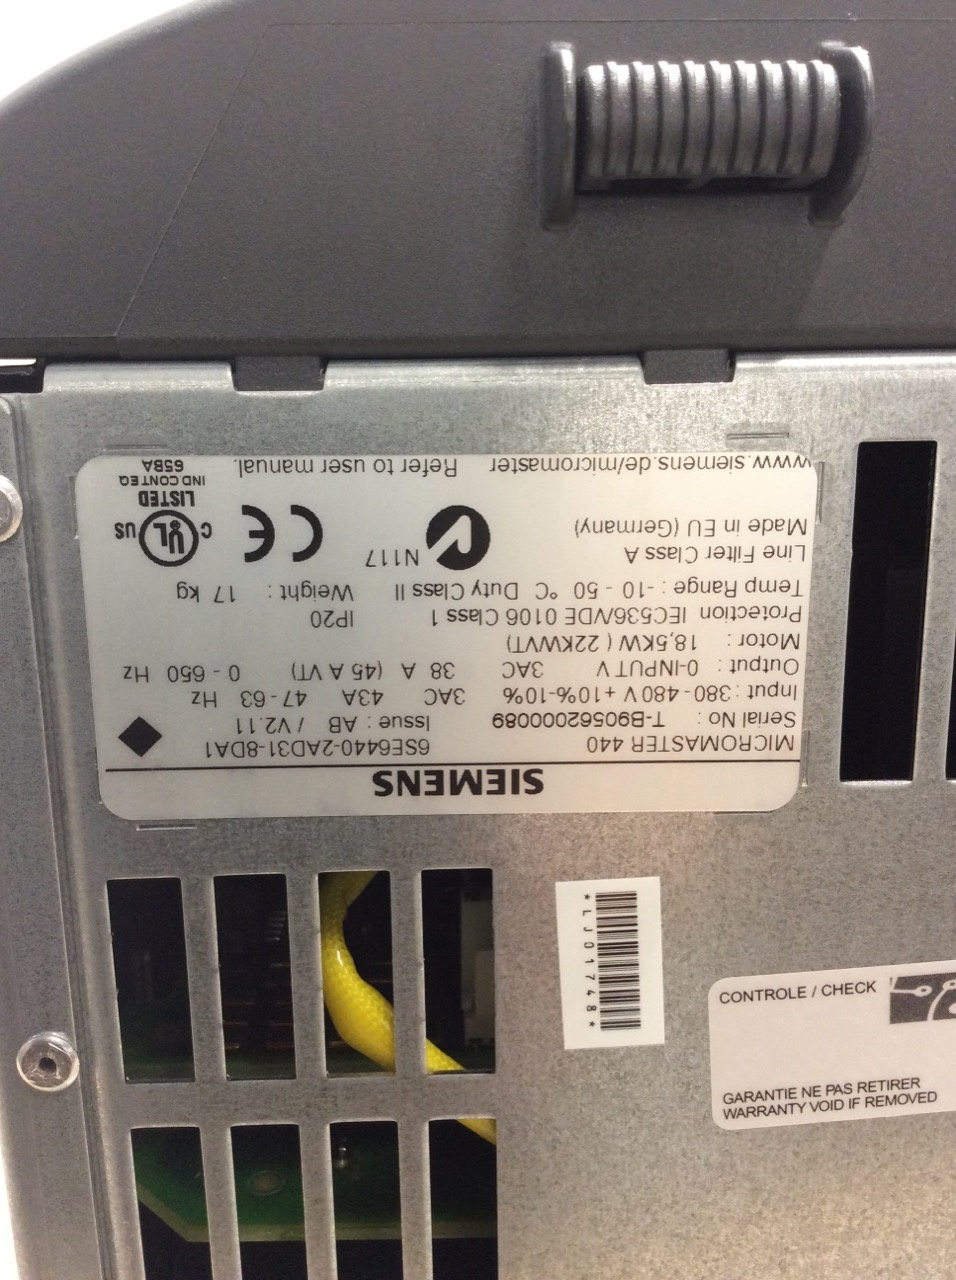 SIEMENS
MICROMASTER 440 6SE6440-2AD31-8DA1
Serial No : T-B90562000089 Issue : AB / V2.11
Input : 380-480 V +10%-10% 3AC 43A 47 - 63 Hz
Output : 0-INPUT V 3AC 38 A (45 A VT) 0 - 650 Hz
Motor : 18,5KW ( 22KWVT)
Protection IEC536/VDE 0106 Class 1 IP20
Temp Range : -10 - 50 °C Duty Class II Weight : 17 kg
Line Filter Class A N117
Made in EU (Germany)
CE
C UL US
LISTED
IND CONT EQ
658A
www.siemens.de/micromaster Refer to user manual.
*LJ01748*
CONTROLE / CHECK
GARANTIE NE PAS RETIRER
WARRANTY VOID IF REMOVED